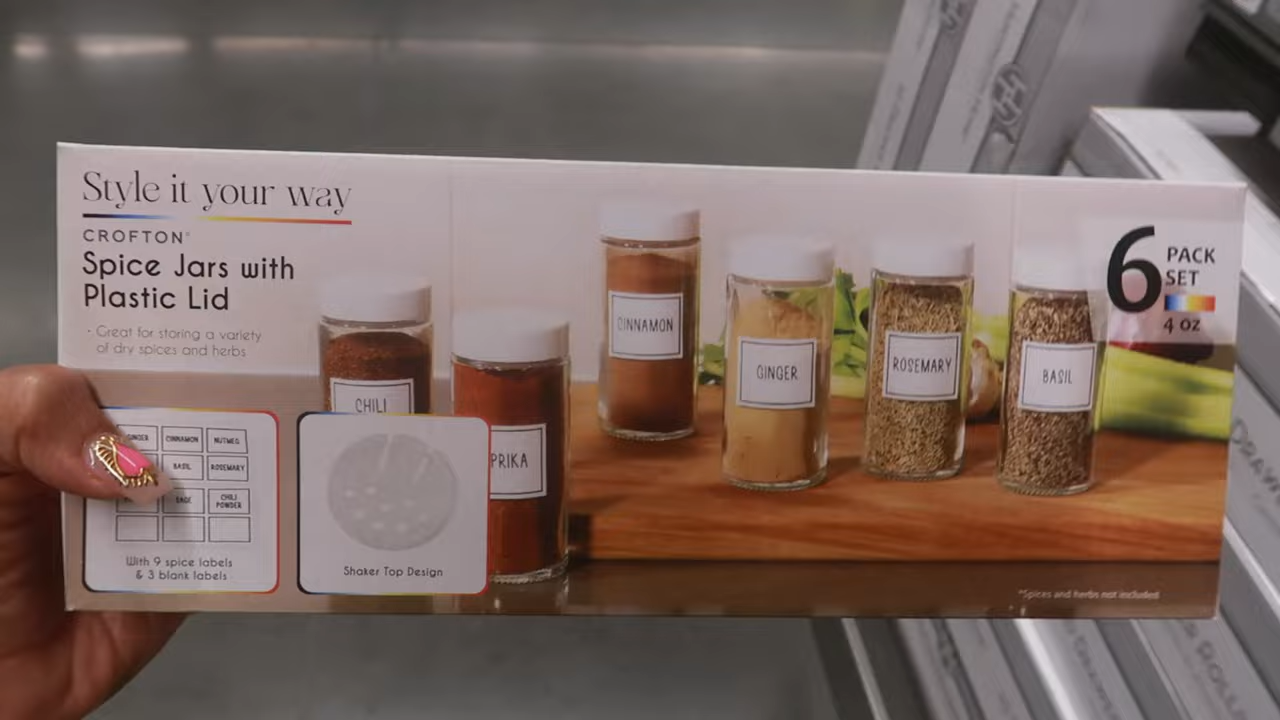 Style it your way
CROFTON®
Spice Jars with
Plastic Lid
· Great for storing a variety
of dry spices and herbs
6
PACK
SET
4 oz
CINNAMON
GINGER
ROSEMARY
BASIL
CHILI
PRIKA
GINGER CINNAMON NUTMEG
BASIL ROSEMARY
SAGE CHILI
POWDER
With 9 spice labels
& 3 blank labels
Shaker Top Design
*Spices and herbs not included